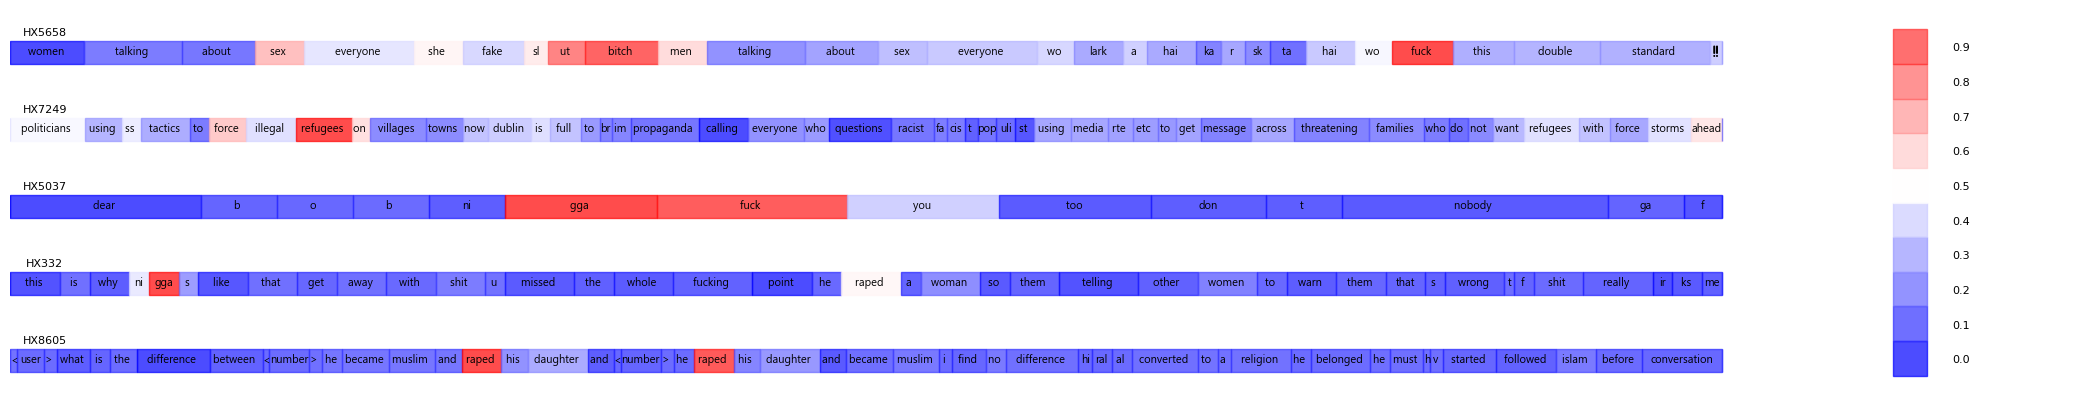 HX5658
women talking about sex everyone she fake sl ut bitch men talking about sex everyone wo lark a hai ka r sk ta hai wo fuck this double standard ‼
HX7249
politicians using ss tactics to force illegal refugees on villages towns now dublin is full to br im propaganda calling everyone who questions racist fa cis t pop uli st using media rte etc to get message across threatening families who do not want refugees with force storms ahead
HX5037
dear b o b ni gga fuck you too don t nobody ga f
HX332
this is why ni gga s like that get away with shit u missed the whole fucking point he raped a woman so them telling other women to warn them that s wrong t f shit really ir ks me
HX8605
< user > what is the difference between < number > he became muslim and raped his daughter and < number > he raped his daughter and became muslim i find no difference hi ral al converted to a religion he belonged he must h v started followed islam before conversation
0.9
0.8
0.7
0.6
0.5
0.4
0.3
0.2
0.1
0.0